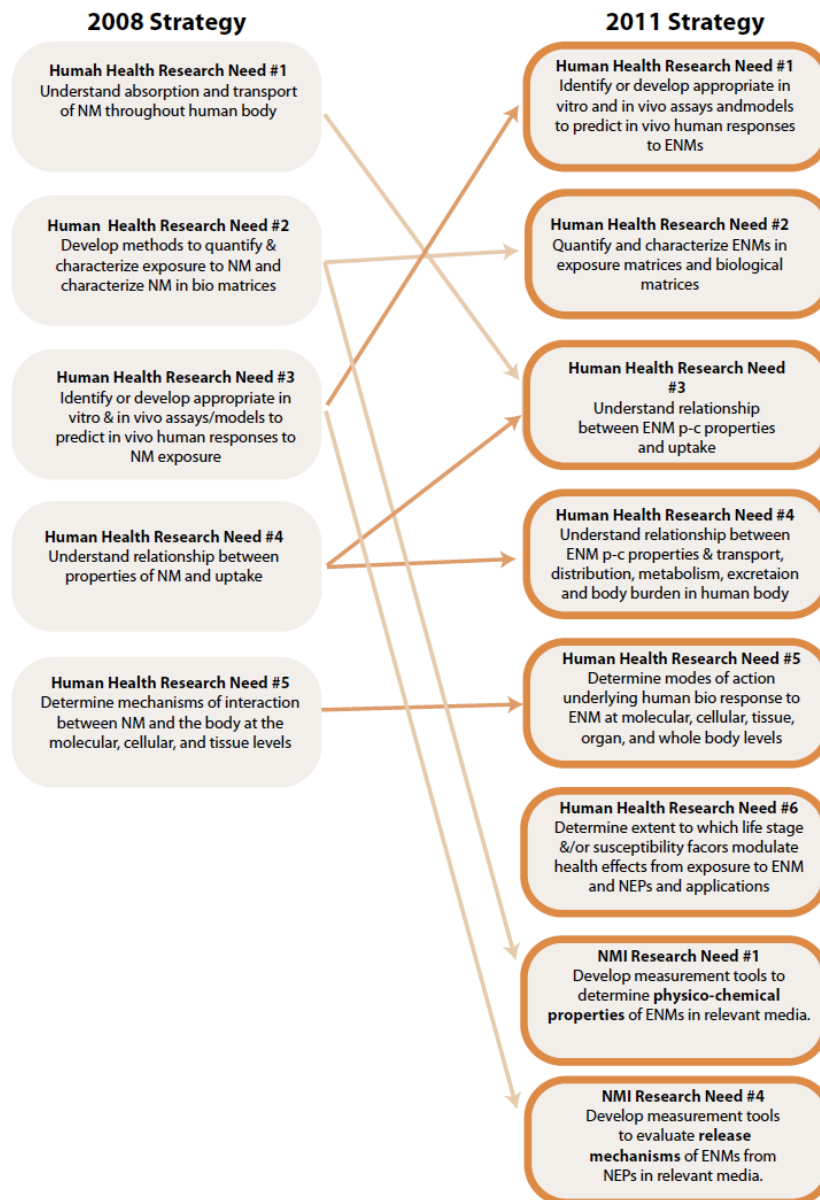 2008 Strategy
Humah Health Research Need #1
Understand absorption and transport
of NM throughout human body
Human Health Research Need #2
Develop methods to quantify &
characterize exposure to NM and
characterize NM in bio matrices
Human Health Research Need #3
Identify or develop appropriate in
vitro & in vivo assays/models to
predict in vivo human responses to
NM exposure
Human Health Research Need #4
Understand relationship between
properties of NM and uptake
Human Health Research Need #5
Determine mechanisms of interaction
between NM and the body at the
molecular, cellular, and tissue levels
2011 Strategy
Human Health Research Need #1
Identify or develop appropriate in
vitro and in vivo assays andmodels
to predict in vivo human responses
to ENMs
Human Health Research Need #2
Quantify and characterize ENMs in
exposure matrices and biological
matrices
Human Health Research Need
#3
Understand relationship
between ENM p-c properties
and uptake
Human Health Research Need #4
Understand relationship between
ENM p-c properties & transport,
distribution, metabolism, excretaion
and body burden in human body
Human Health Research Need #5
Determine modes of action
underlying human bio response to
ENM at molecular, cellular, tissue,
organ, and whole body levels
Human Health Research Need #6
Determine extent to which life stage
&/or susceptibility facors modulate
health effects from exposure to ENM
and NEPs and applications
NMI Research Need #1
Develop measurement tools to
determine physico-chemical
properties of ENMs in relevant media.
NMI Research Need #4
Develop measurement tools
to evaluate release
mechanisms of ENMs from
NEPs in relevant media.